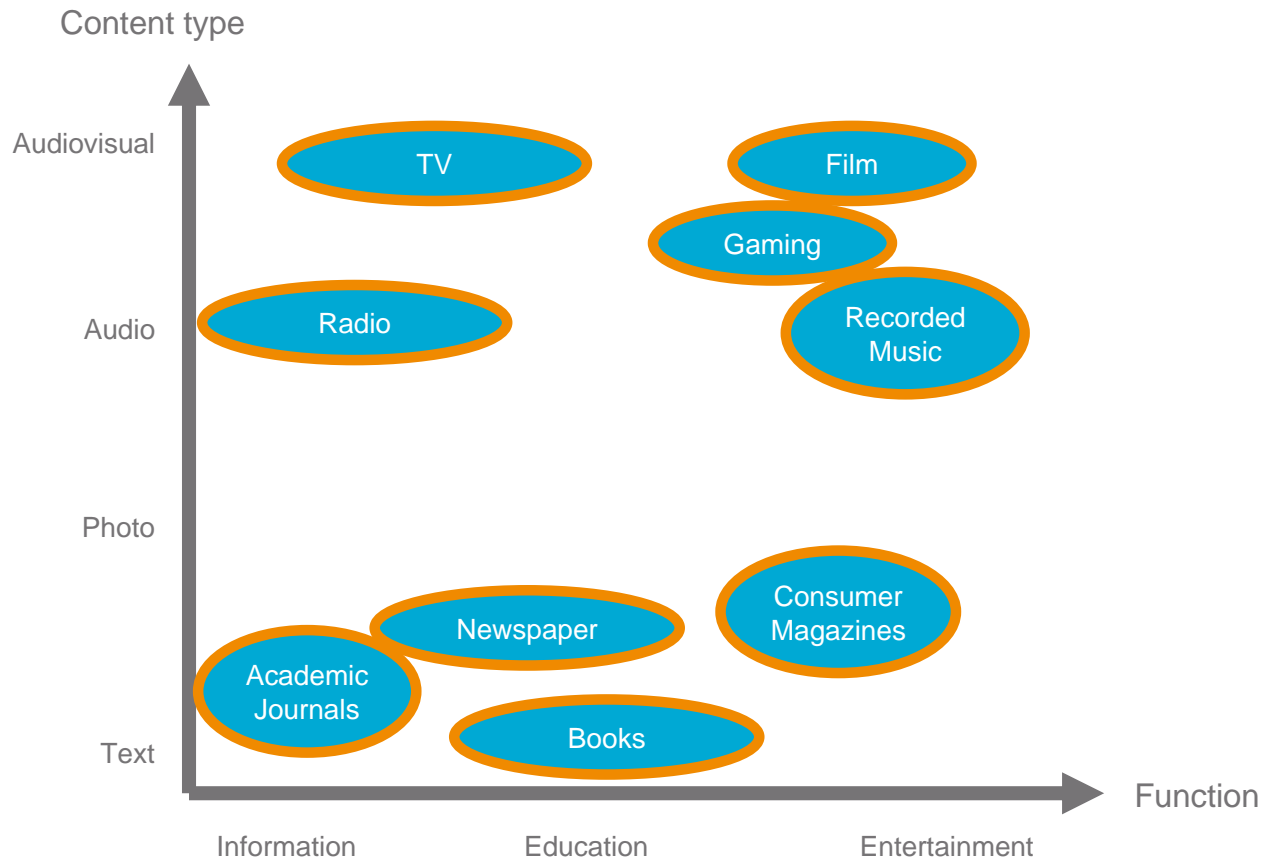 Content type
Audiovisual
TV
Film
Gaming
Audio
Radio
Recorded
Music
Photo
Consumer
Magazines
Newspaper
Academic
Journals
Books
Text
Function
Information
Education
Entertainment